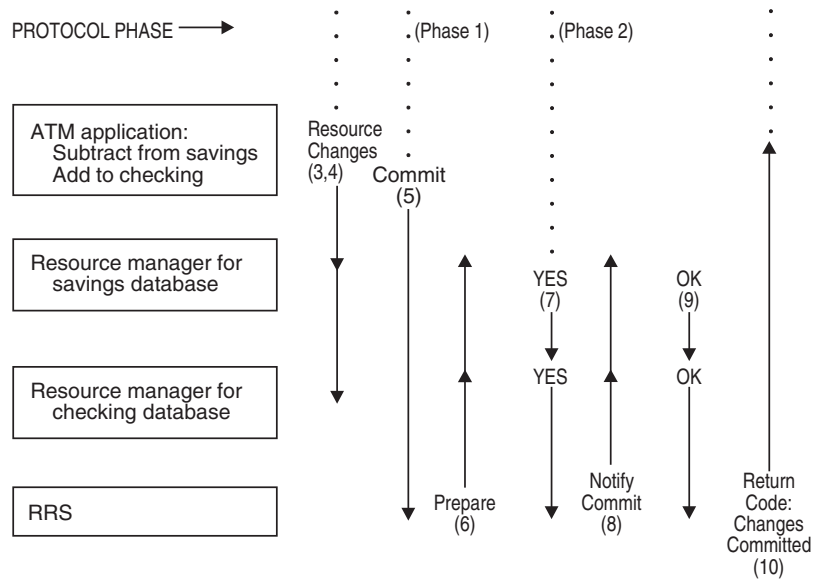 PROTOCOL PHASE
(Phase 1)
(Phase 2)
ATM application:
Subtract from savings
Add to checking
Resource
Changes
(3,4)
Commit
(5)
Resource manager for
savings database
YES
(7)
OK
(9)
Resource manager for
checking database
YES
OK
RRS
Prepare
(6)
Notify
Commit
(8)
Return
Code:
Changes
Committed
(10)